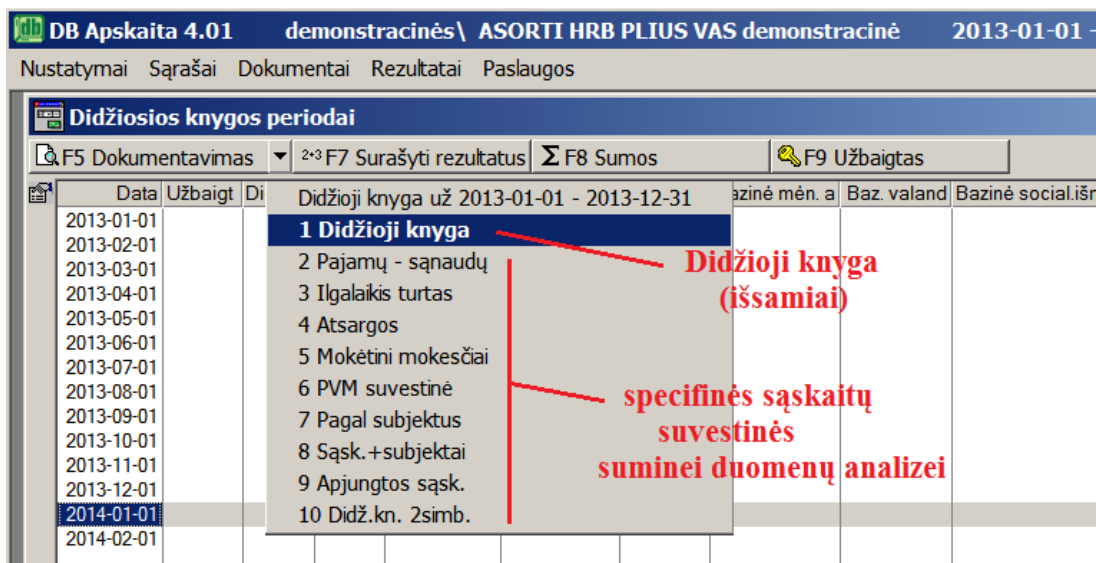 DB Apskaita 4.01 demonstracinės\ ASORTI HRB PLIUS VAS demonstracinė 2013-01-01 -
Nustatymai Sąrašai Dokumentai Rezultatai Paslaugos
Didžiosios knygos periodai
F5 Dokumentavimas 2+3 F7 Surašyti rezultatus Σ F8 Sumos F9 Užbaigtas
Data Užbaigt Di azinė mėn. a Baz. valand Bazinė social.išm
Didžioji knyga už 2013-01-01 - 2013-12-31
1 Didžioji knyga
2 Pajamų - sąnaudų
3 Ilgalaikis turtas
4 Atsargos
5 Mokėtini mokesčiai
6 PVM suvestinė
7 Pagal subjektus
8 Sąsk.+subjektai
9 Apjungtos sąsk.
10 Didž.kn. 2simb.
2013-01-01
2013-02-01
2013-03-01
2013-04-01
2013-05-01
2013-06-01
2013-07-01
2013-08-01
2013-09-01
2013-10-01
2013-11-01
2013-12-01
2014-01-01
2014-02-01
Didžioji knyga
(išsamiai)
specifinės sąskaitų
suvestinės
suminei duomenų analizei